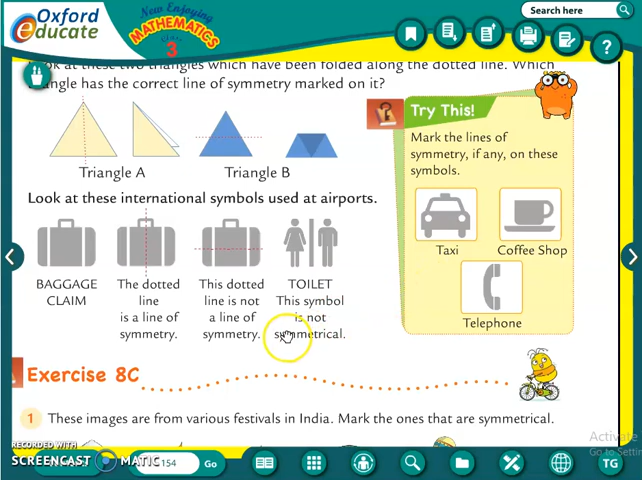 Oxford
educate
New Enjoying
MATHEMATICS
Class
3
Search here
?
k at these two triangles which have been folded along the dotted line. Which
angle has the correct line of symmetry marked on it?
Triangle A
Triangle B
Look at these international symbols used at airports.
BAGGAGE
CLAIM
The dotted
line
is a line of
symmetry.
This dotted
line is not
a line of
symmetry.
TOILET
This symbol
is not
symmetrical.
Try This!
Mark the lines of
symmetry, if any, on these
symbols.
Taxi
Coffee Shop
Telephone
Exercise 8C
1 These images are from various festivals in India. Mark the ones that are symmetrical.
Activate
Go to Settin
RECORDED WITH
SCREENCAST MATIC
154
Go
TG